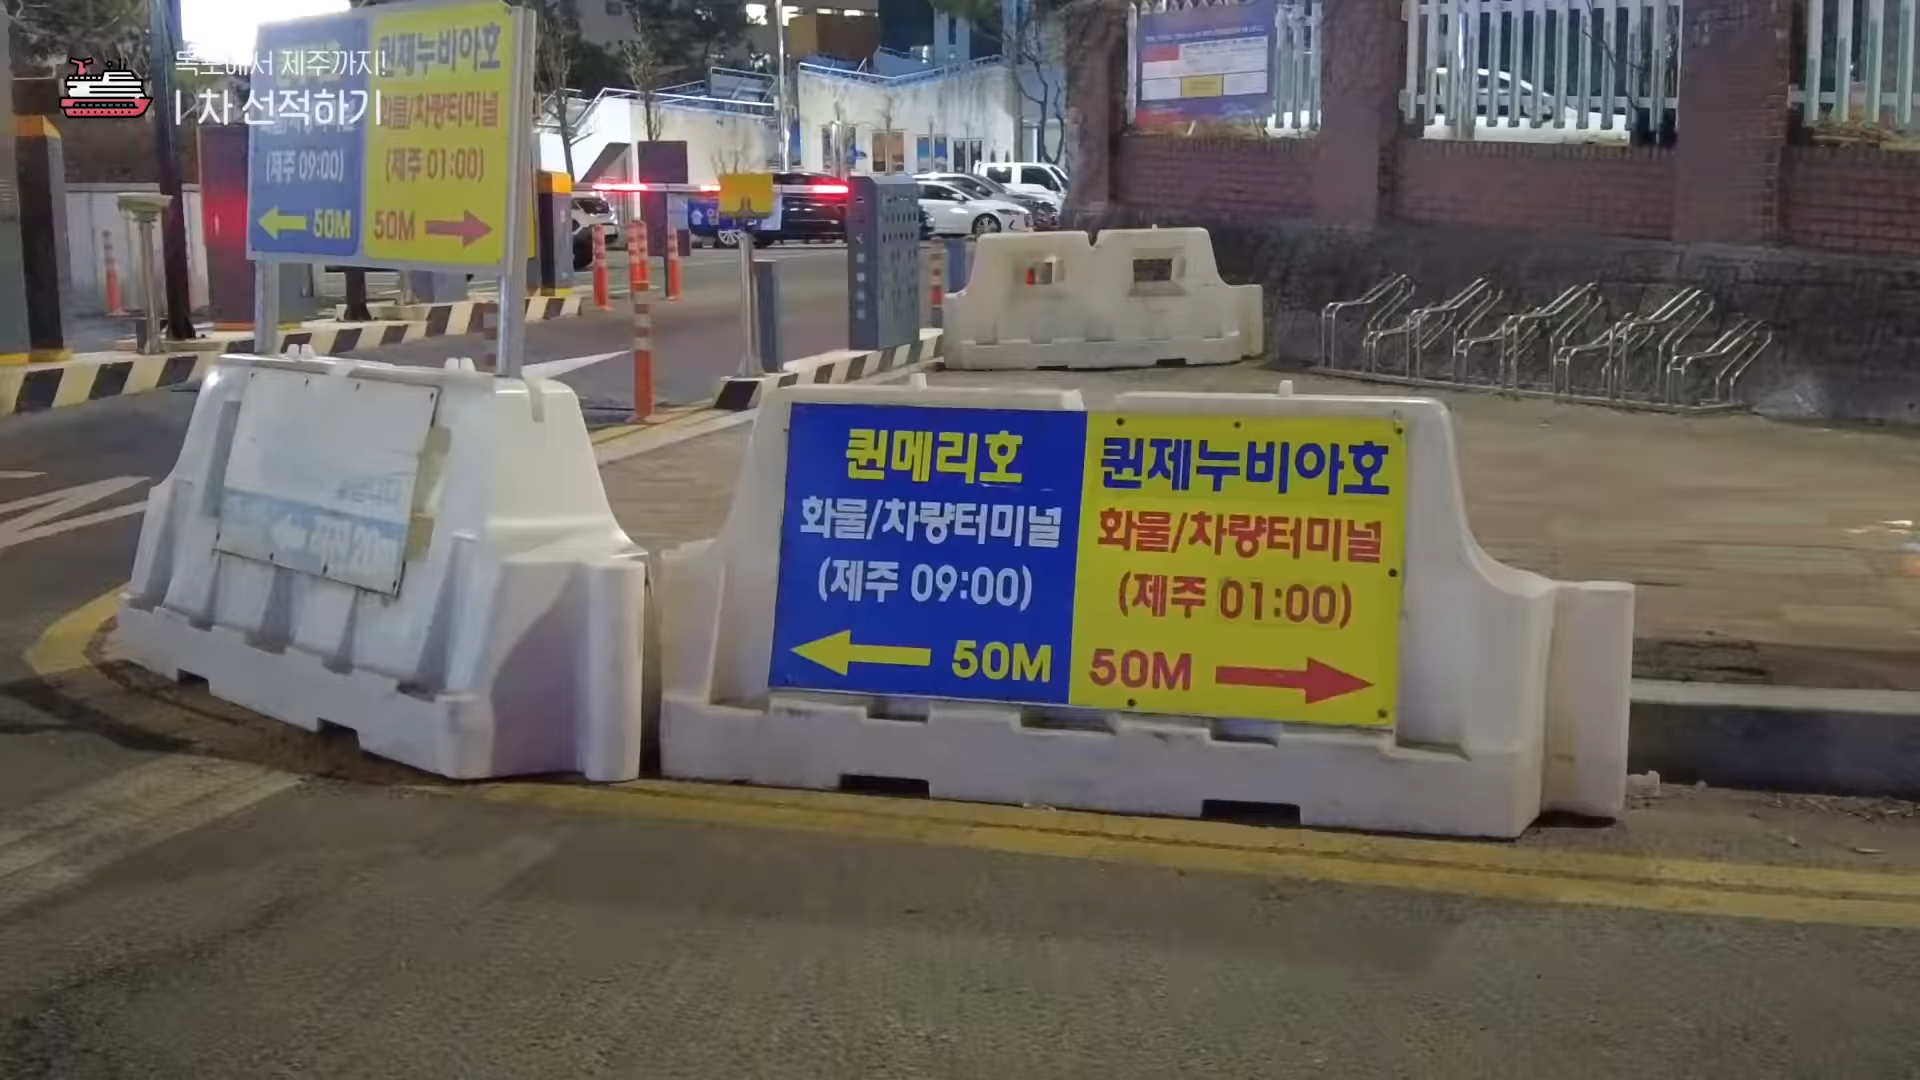 목포에서 제주까지!
1차 선적하기
퀸제누비아호
화물/차량터미널
(제주 09:00)
(제주 01:00)
50M
50M
퀸메리호
화물/차량터미널
(제주 09:00)
50M
퀸제누비아호
화물/차량터미널
(제주 01:00)
50M